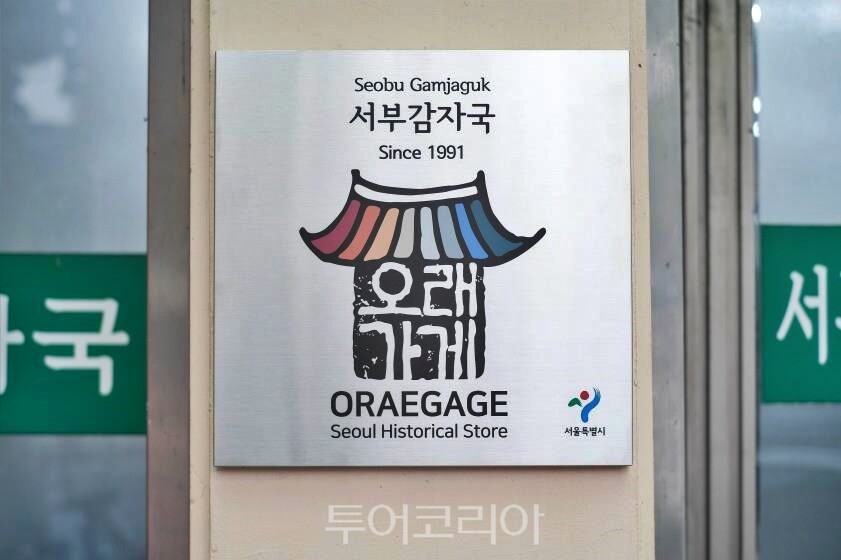 Seobu Gamjaguk
서부감자국
Since 1991
오래
가게
ORAEGAGE
Seoul Historical Store
서울특별시
자국
서
투어코리아